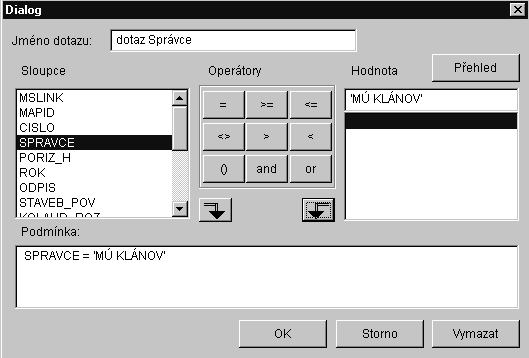 Dialog
Jméno dotazu: dotaz Správce
Sloupce Operátory Hodnota Přehled
MSLINK
MAPID
CISLO
SPRAVCE
PORIZ_H
ROK
ODPIS
STAVEB_POV
= >= <=
<> > <
() and or
'MÚ KLÁNOV'
Podmínka:
SPRAVCE = 'MÚ KLÁNOV'
OK Storno Vymazat